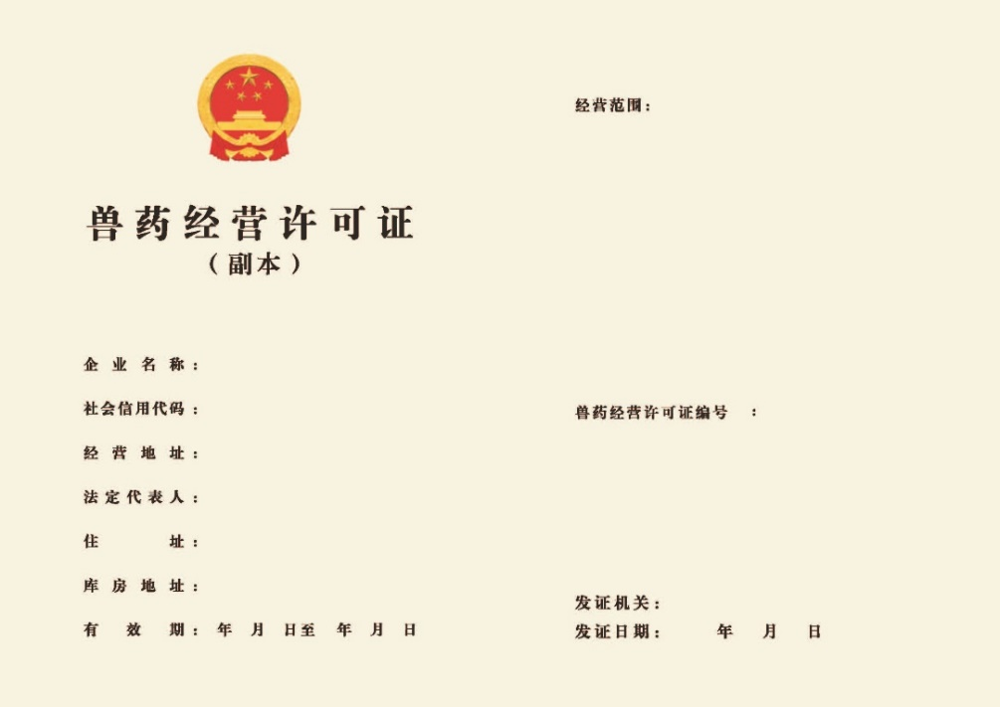 兽药经营许可证
（副本）
企业名称：
社会信用代码：
经营地址：
法定代表人：
住址：
库房地址：
有效期： 年 月 日至 年 月 日
经营范围：
兽药经营许可证编号 ：
发证机关：
发证日期： 年 月 日